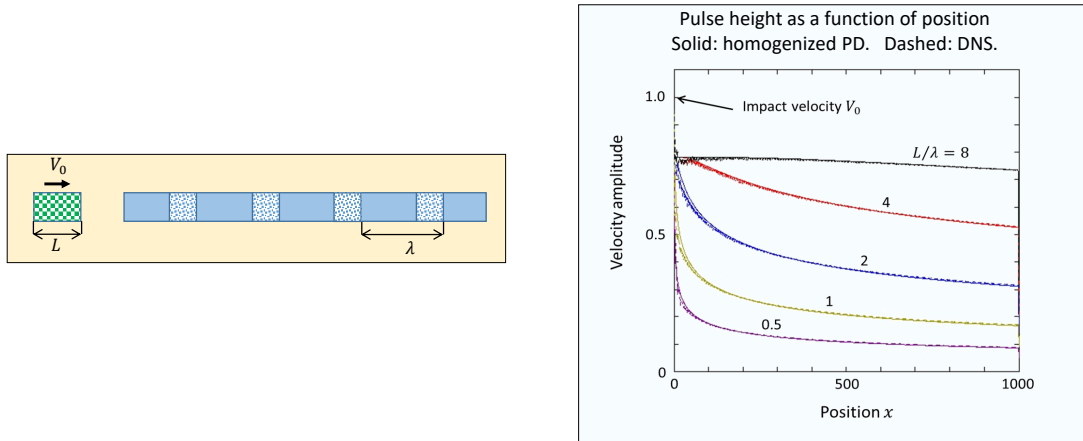 V₀
L
λ
Pulse height as a function of position
Solid: homogenized PD. Dashed: DNS.
1.0
Impact velocity V₀
L/λ = 8
4
0.5
2
1
0.5
0
0
500
1000
Velocity amplitude
Position x